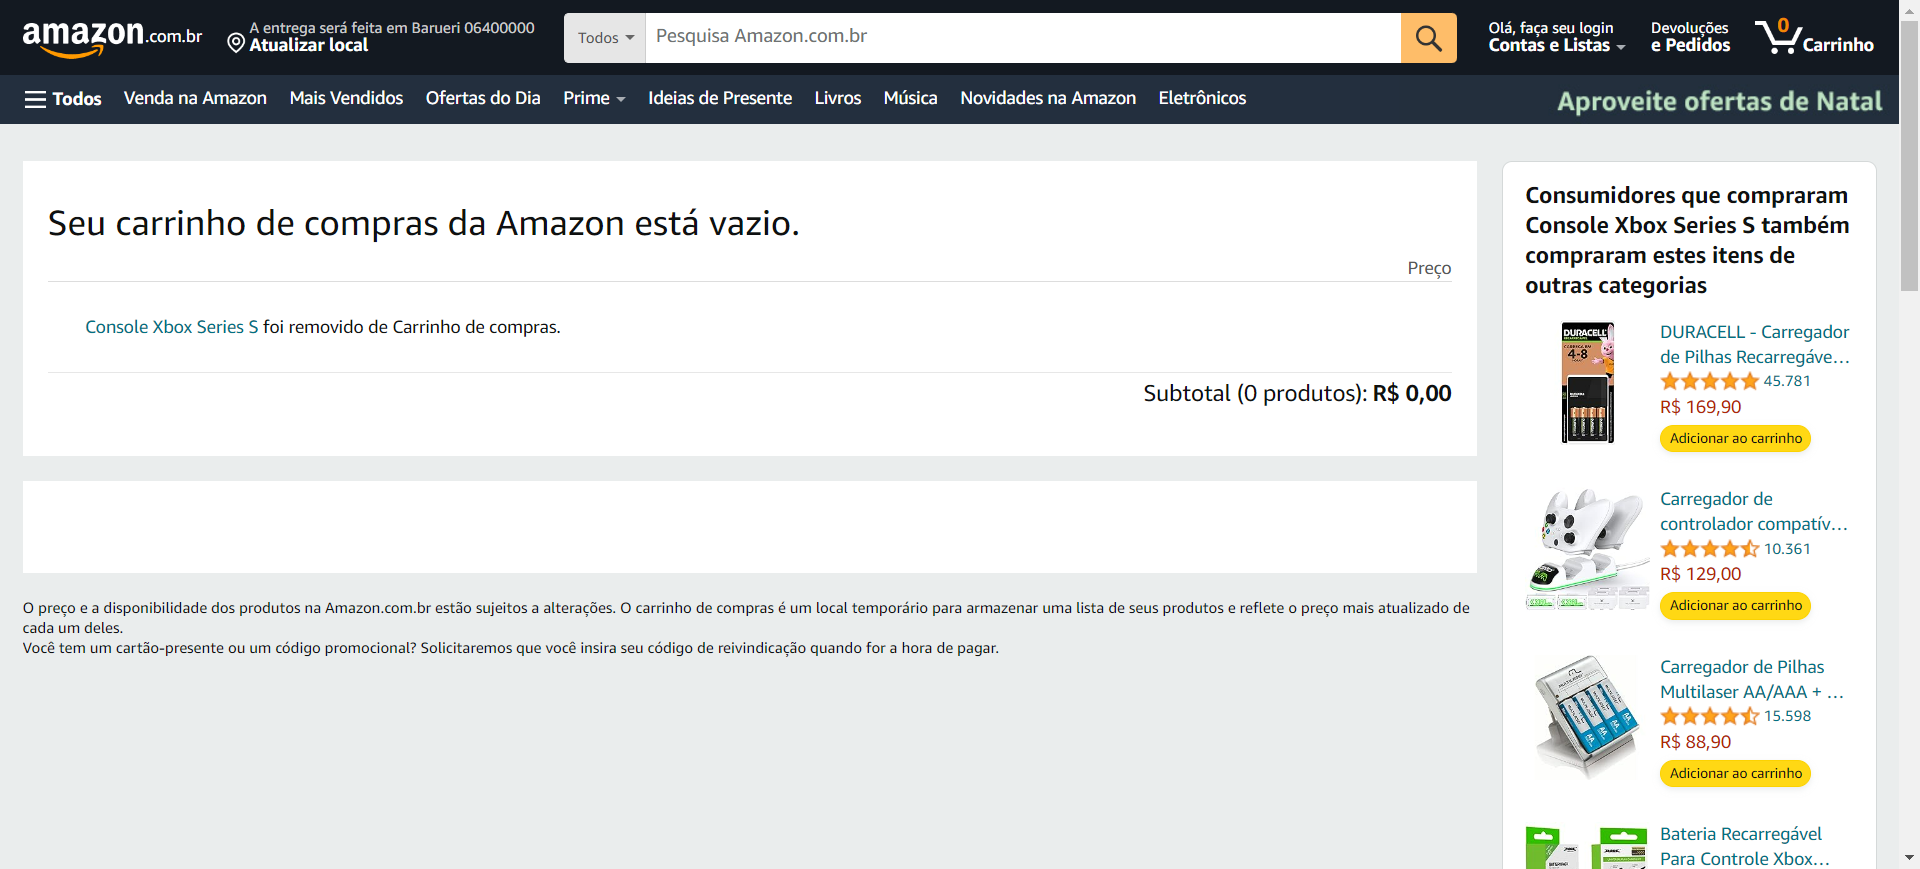 amazon.com.br
A entrega será feita em Barueri 06400000
Atualizar local
Todos
Pesquisa Amazon.com.br
Olá, faça seu login
Contas e Listas
Devoluções
e Pedidos
0
Carrinho
Todos
Venda na Amazon
Mais Vendidos
Ofertas do Dia
Prime
Ideias de Presente
Livros
Música
Novidades na Amazon
Eletrônicos
Aproveite ofertas de Natal
Seu carrinho de compras da Amazon está vazio.
Preço
Console Xbox Series S foi removido de Carrinho de compras.
Subtotal (0 produtos): R$ 0,00
O preço e a disponibilidade dos produtos na Amazon.com.br estão sujeitos a alterações. O carrinho de compras é um local temporário para armazenar uma lista de seus produtos e reflete o preço mais atualizado de
cada um deles.
Você tem um cartão-presente ou um código promocional? Solicitaremos que você insira seu código de reivindicação quando for a hora de pagar.
Consumidores que compraram
Console Xbox Series S também
compraram estes itens de
outras categorias
DURACELL
4-8
DURACELL - Carregador
de Pilhas Recarregáve…
45.781
R$ 169,90
Adicionar ao carrinho
Carregador de
controlador compatív…
10.361
R$ 129,00
Adicionar ao carrinho
Carregador de Pilhas
Multilaser AA/AAA + …
15.598
R$ 88,90
Adicionar ao carrinho
Bateria Recarregável
Para Controle Xbox…